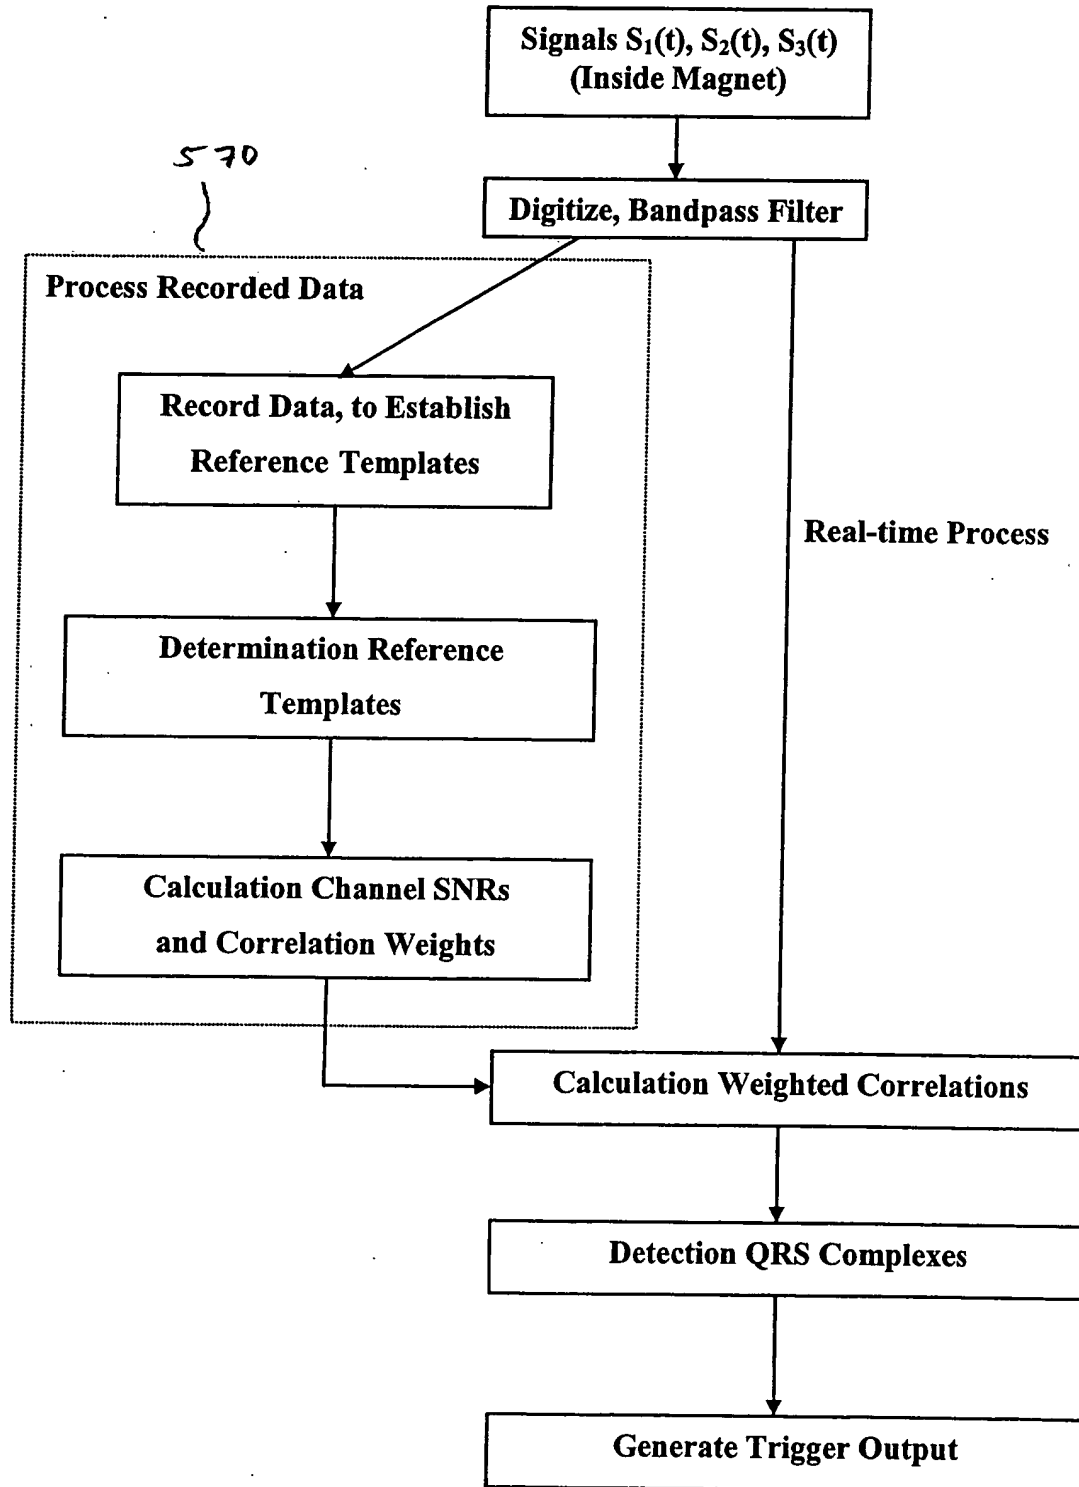 Signals S₁(t), S₂(t), S₃(t)
(Inside Magnet)
570
Digitize, Bandpass Filter
Process Recorded Data
Record Data, to Establish
Reference Templates
Real-time Process
Determination Reference
Templates
Calculation Channel SNRs
and Correlation Weights
Calculation Weighted Correlations
Detection QRS Complexes
Generate Trigger Output